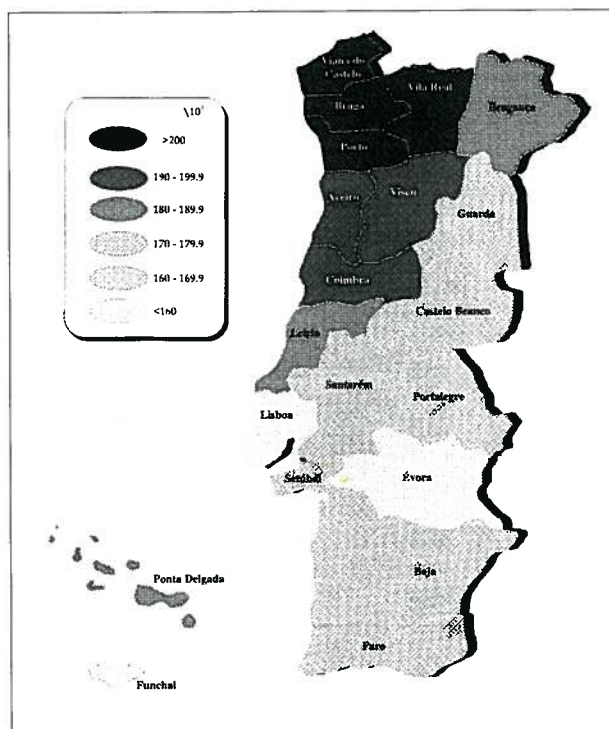 >200
190 - 199.9
180 - 189.9
170 - 179.9
160 - 169.9
<160
Viana do
Castelo
Braga
Vila Real
Bragança
Porto
Aveiro
Viseu
Guarda
Coimbra
Castelo Branco
Leiria
Santarém
Portalegre
Lisboa
Setúbal
Évora
Beja
Faro
Ponta Delgada
Funchal